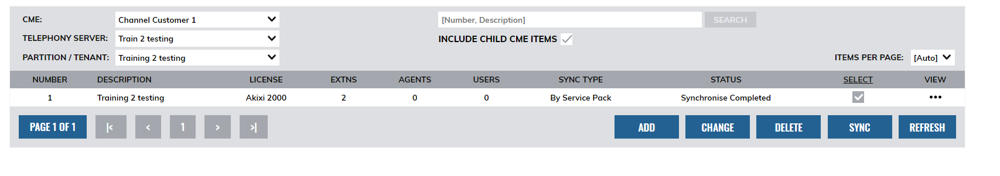 CME: Channel Customer 1 [Number, Description] SEARCH
TELEPHONY SERVER: Train 2 testing INCLUDE CHILD CME ITEMS
PARTITION / TENANT: Training 2 testing ITEMS PER PAGE: [Auto]
NUMBER DESCRIPTION LICENSE EXTNS AGENTS USERS SYNC TYPE STATUS SELECT VIEW
1 Training 2 testing Akixi 2000 2 0 0 By Service Pack Synchronise Completed •••
PAGE 1 OF 1 |< < 1 > >| ADD CHANGE DELETE SYNC REFRESH